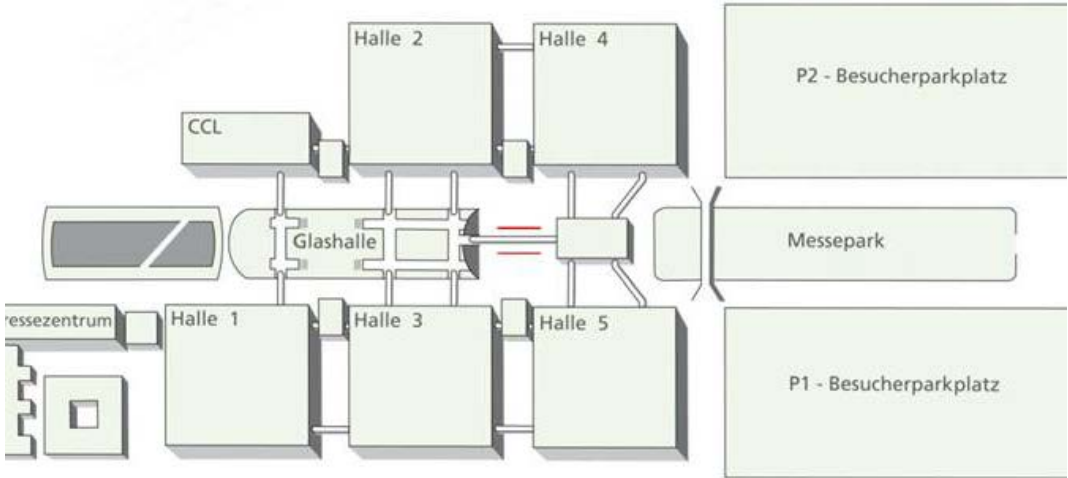 Halle 2
Halle 4
P2 - Besucherparkplatz
CCL
Glashalle
Messepark
ressezentrum
Halle 1
Halle 3
Halle 5
P1 - Besucherparkplatz